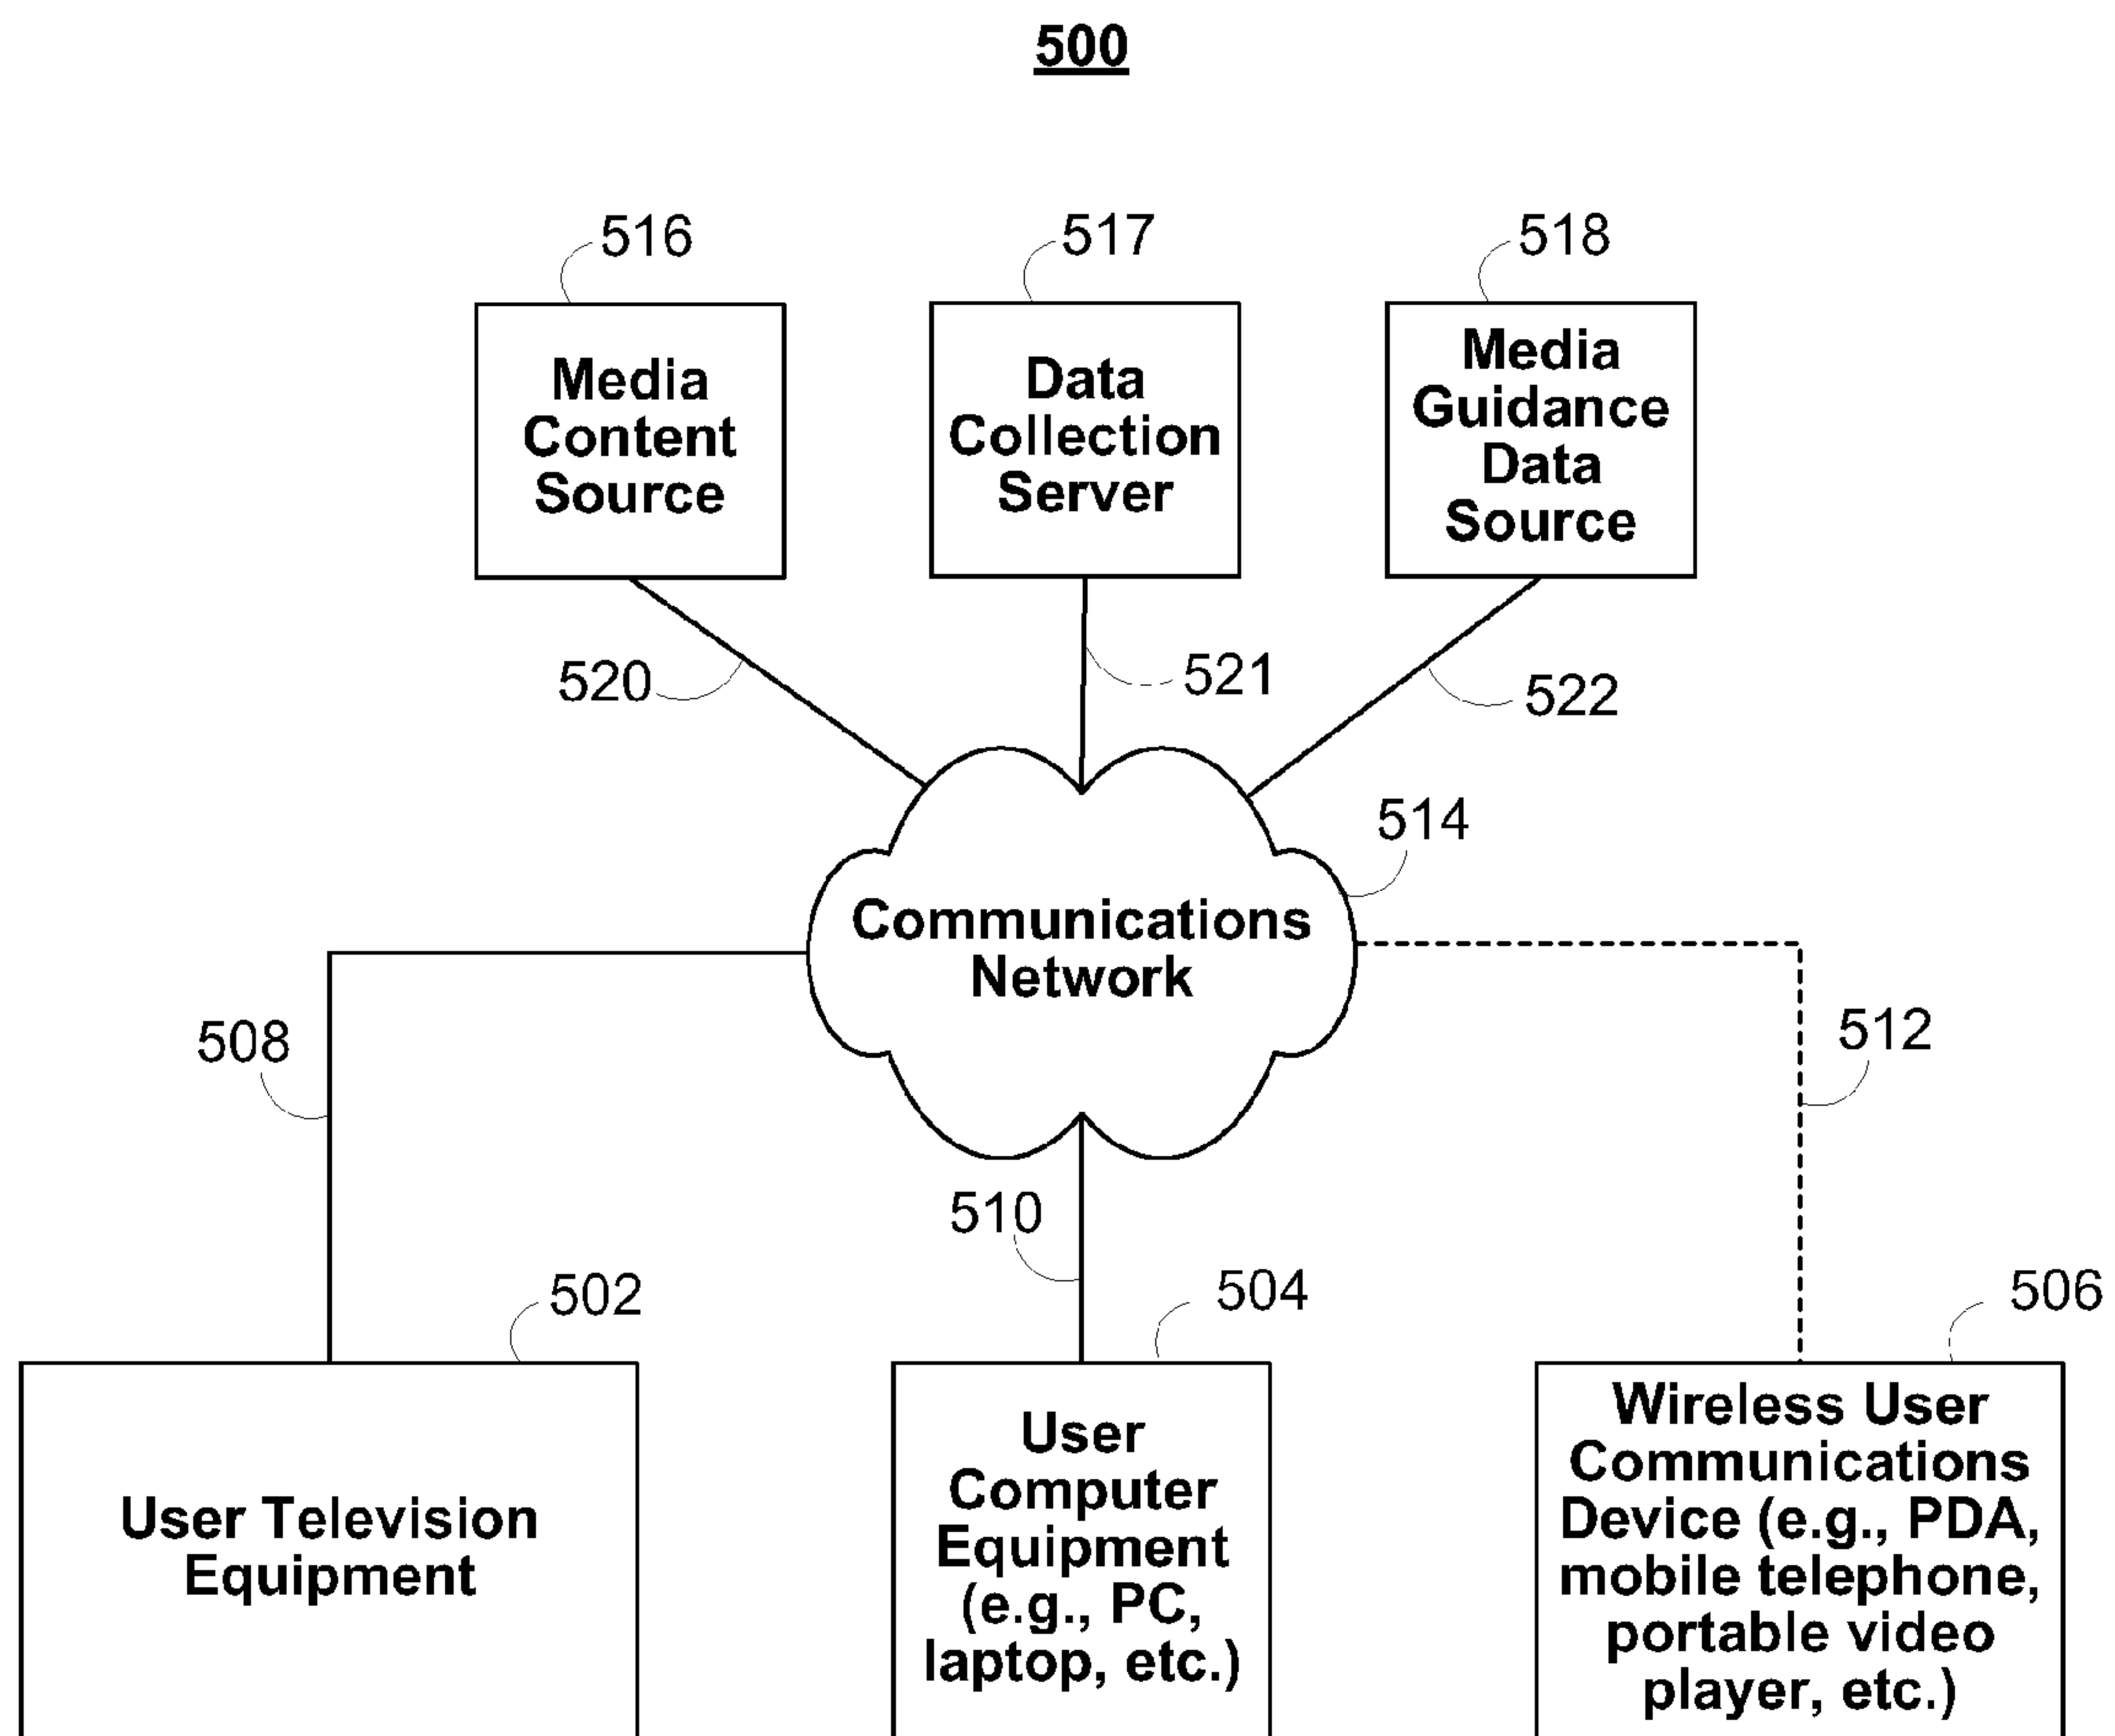 500
516
517
518
Media
Content
Source
Data
Collection
Server
Media
Guidance
Data
Source
520
521
522
514
Communications
Network
508
512
510
502
504
506
User Television
Equipment
User
Computer
Equipment
(e.g., PC,
laptop, etc.)
Wireless User
Communications
Device (e.g., PDA,
mobile telephone,
portable video
player, etc.)